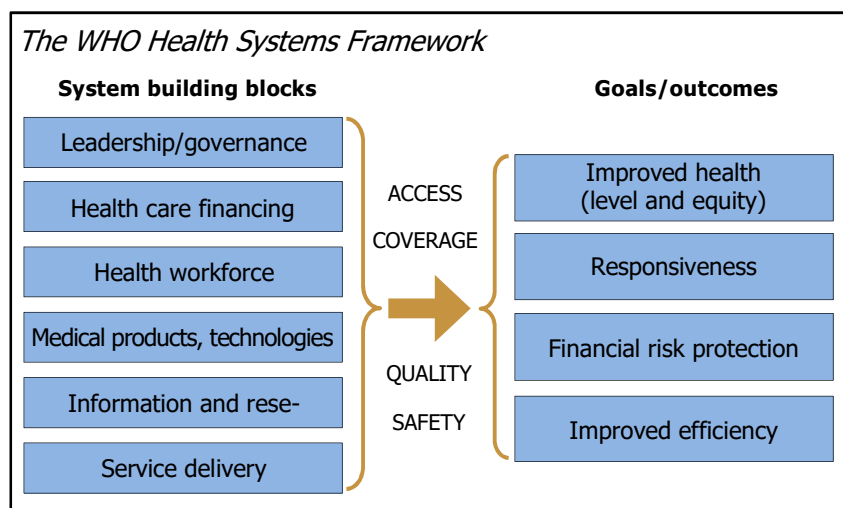 The WHO Health Systems Framework
System building blocks
Leadership/governance
Health care financing
Health workforce
Medical products, technologies
Information and rese-
Service delivery
ACCESS
COVERAGE
QUALITY
SAFETY
Goals/outcomes
Improved health
(level and equity)
Responsiveness
Financial risk protection
Improved efficiency